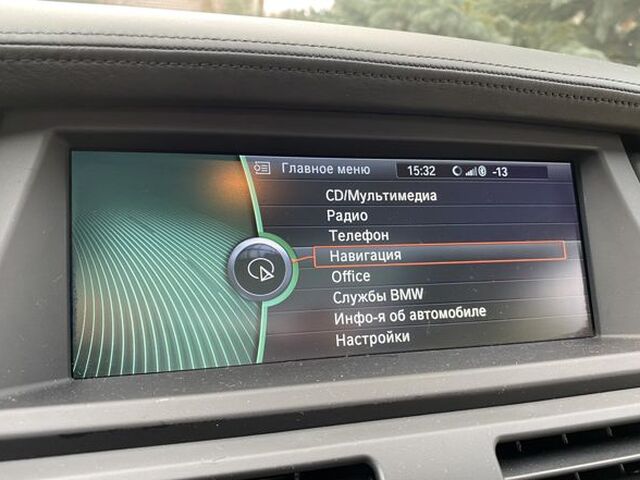 Главное меню 15:32 -13
CD/Мультимедиа
Радио
Телефон
Навигация
Office
Службы BMW
Инфо-я об автомобиле
Настройки